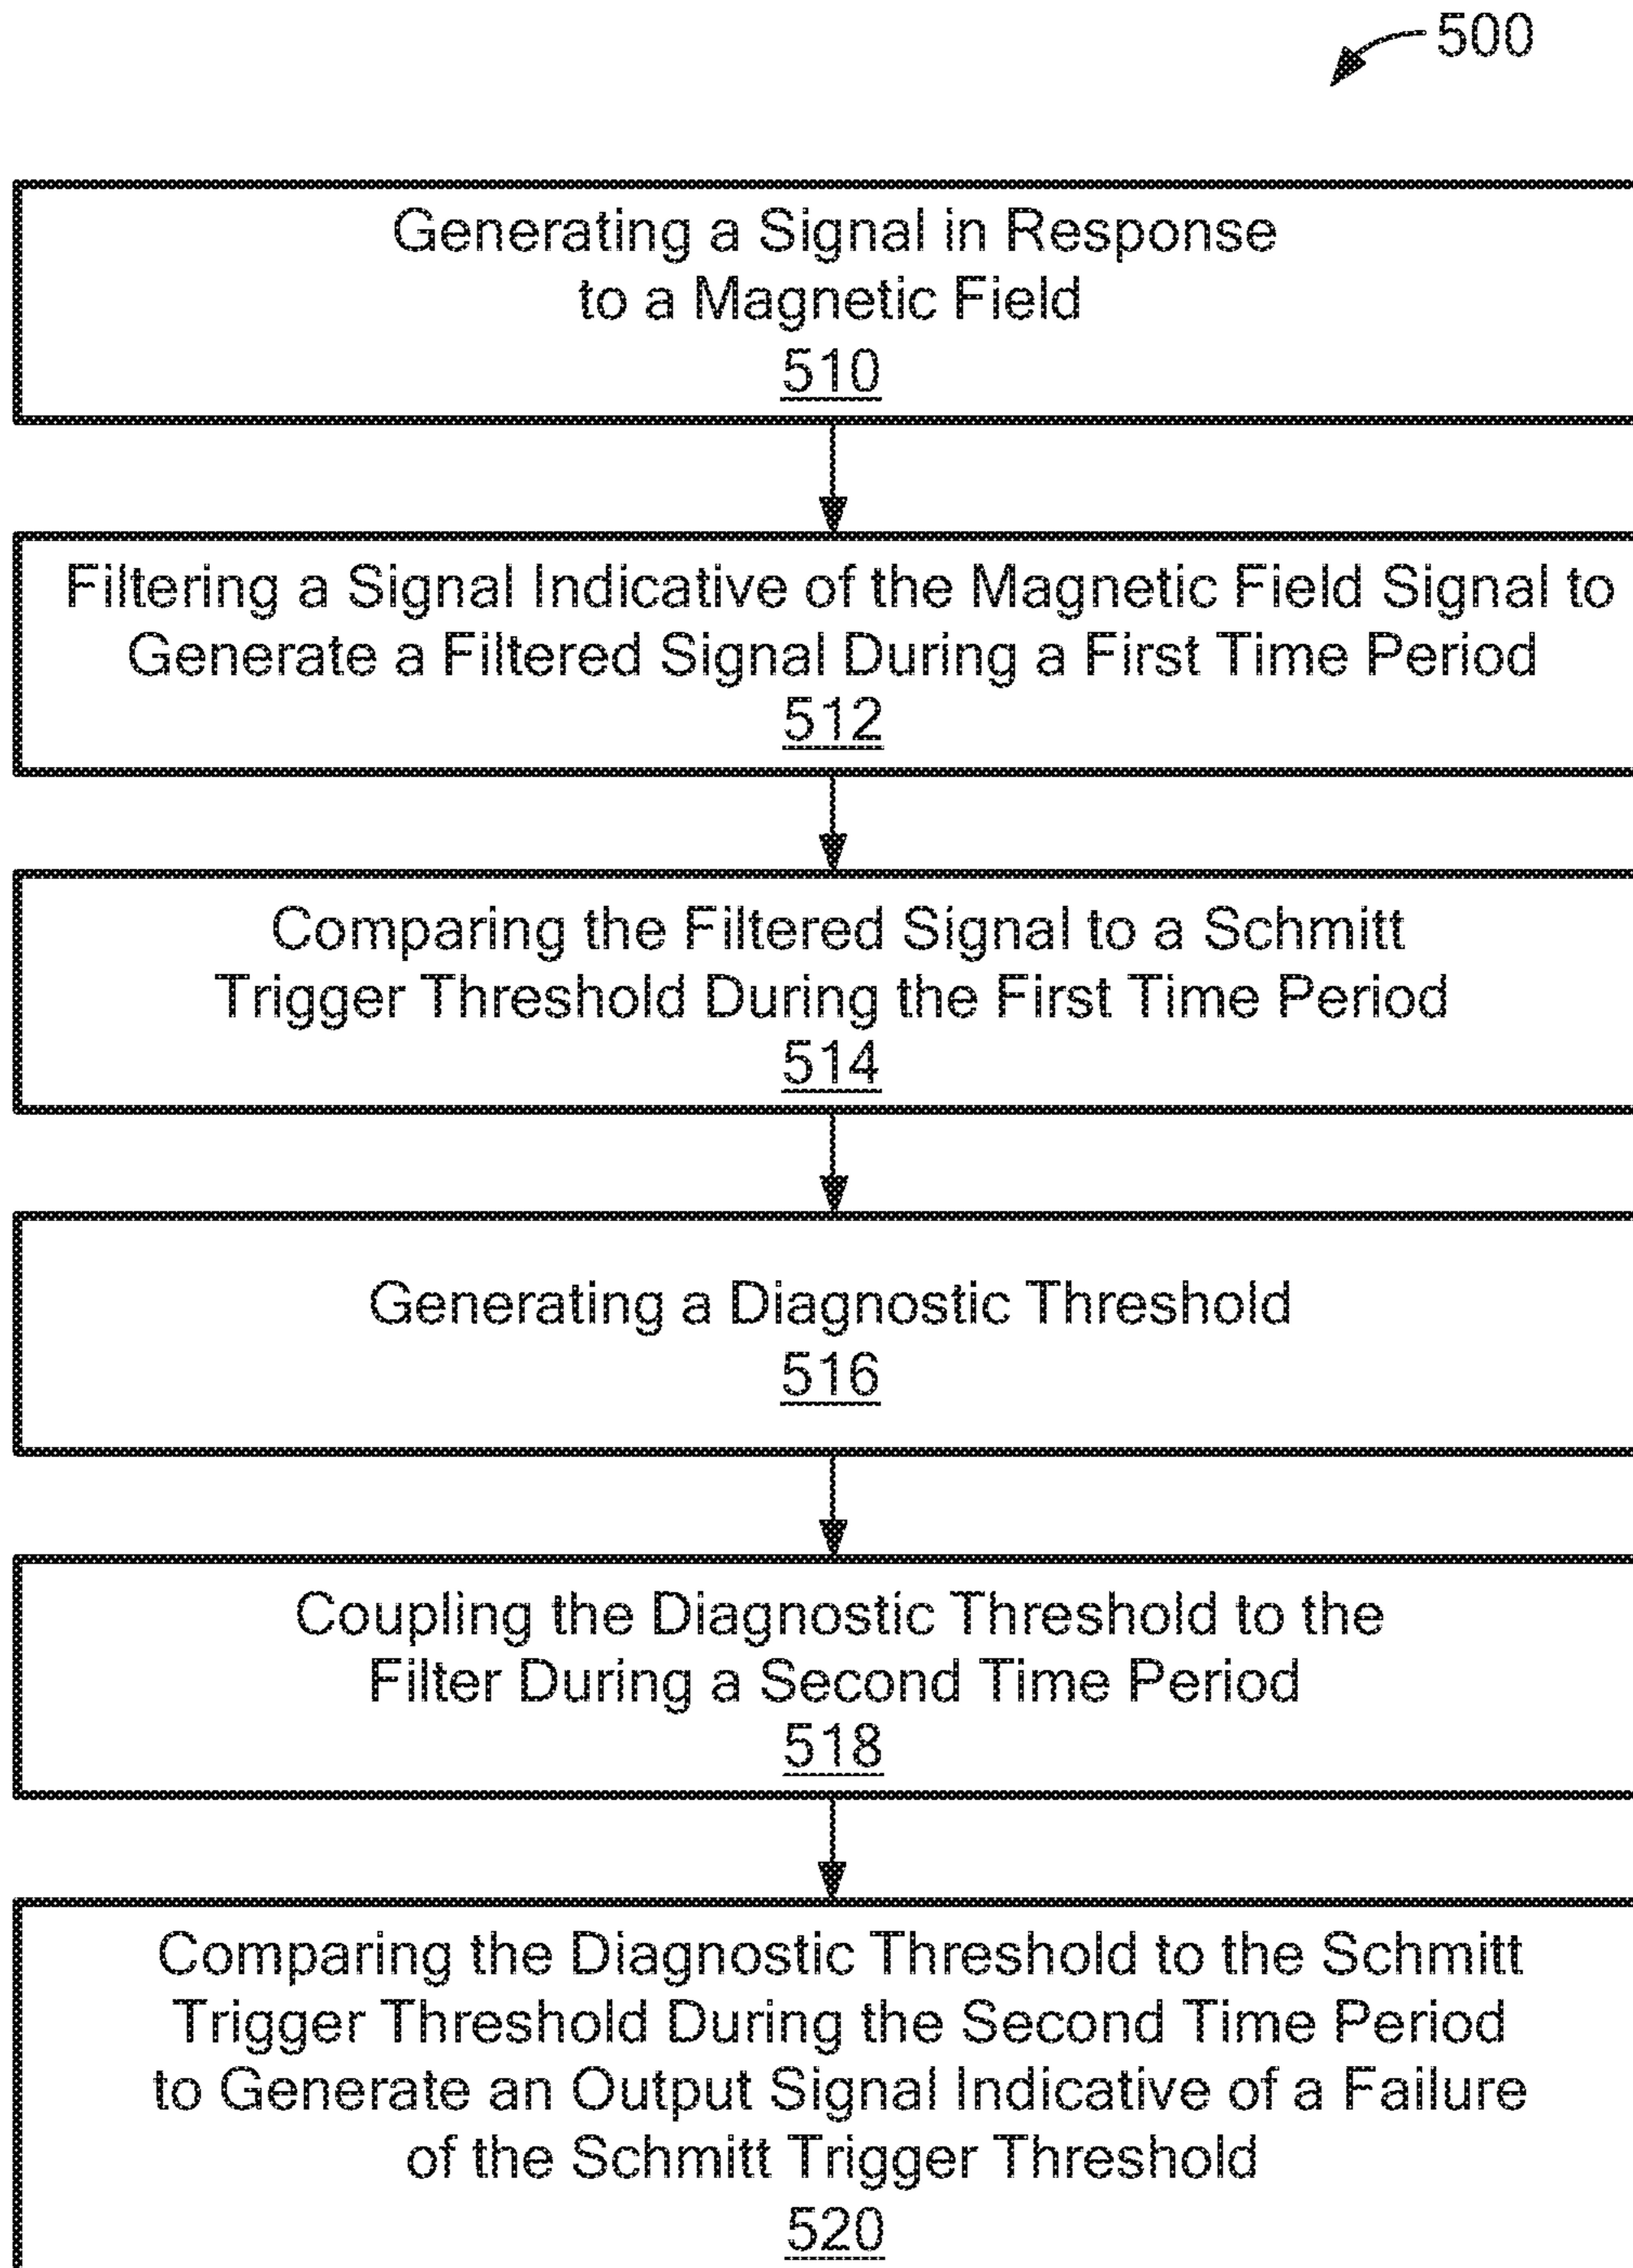 500
Generating a Signal in Response
to a Magnetic Field
510
Filtering a Signal Indicative of the Magnetic Field Signal to
Generate a Filtered Signal During a First Time Period
512
Comparing the Filtered Signal to a Schmitt
Trigger Threshold During the First Time Period
514
Generating a Diagnostic Threshold
516
Coupling the Diagnostic Threshold to the
Filter During a Second Time Period
518
Comparing the Diagnostic Threshold to the Schmitt
Trigger Threshold During the Second Time Period
to Generate an Output Signal Indicative of a Failure
of the Schmitt Trigger Threshold
520